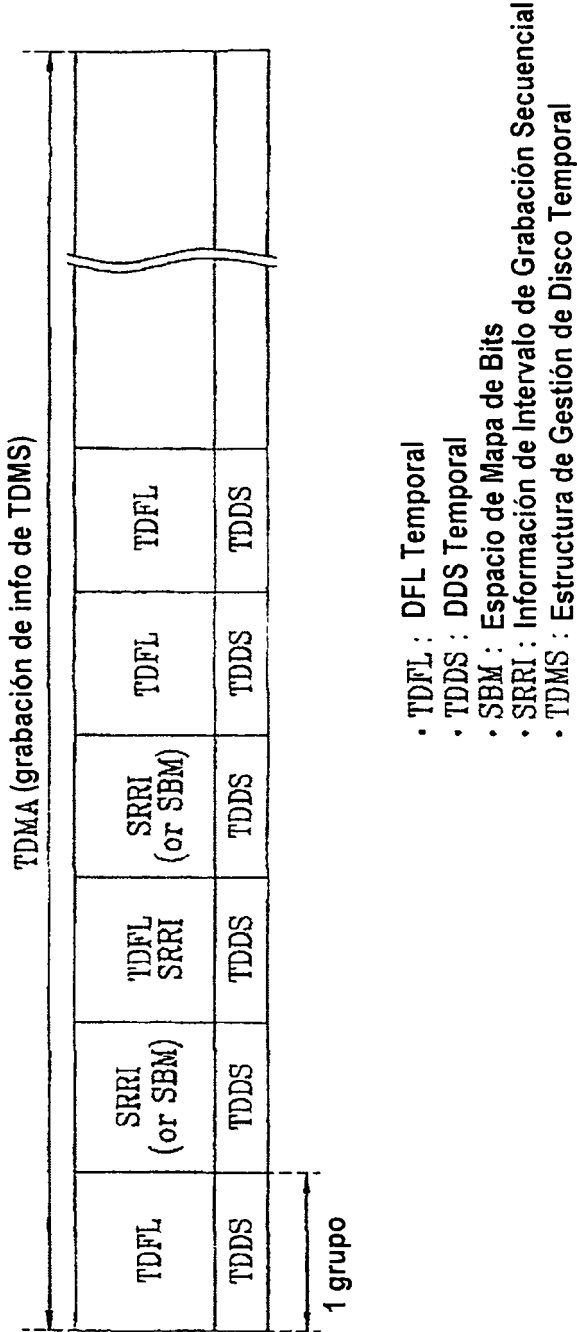 TDMA (grabación de info de TDMS)
TDFL
SRRI
(or SBM)
TDFL
SRRI
SRRI
(or SBM)
TDFL
TDFL
TDDS
TDDS
TDDS
TDDS
TDDS
TDDS
1 grupo
· TDFL : DFL Temporal
· TDDS : DDS Temporal
· SBM : Espacio de Mapa de Bits
· SRRI : Información de Intervalo de Grabación Secuencial
· TDMS : Estructura de Gestión de Disco Temporal